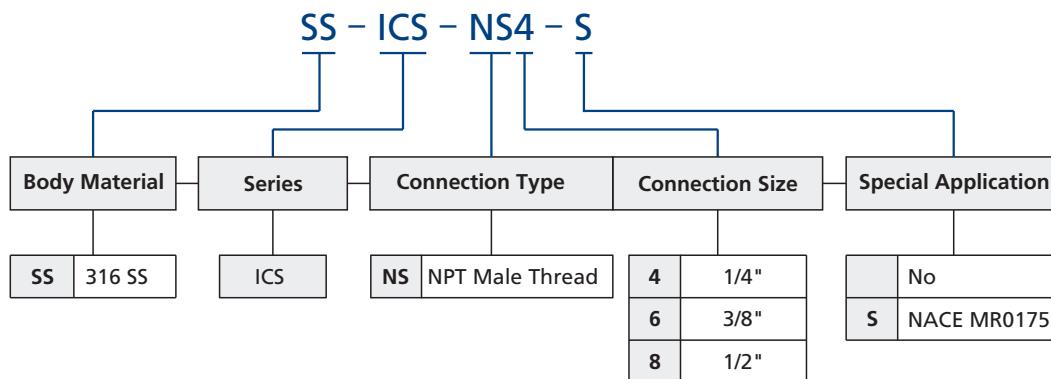 SS – ICS – NS4 – S
Body Material Series Connection Type Connection Size Special Application
SS 316 SS ICS NS NPT Male Thread 4 1/4" No
6 3/8" S NACE MR0175
8 1/2"